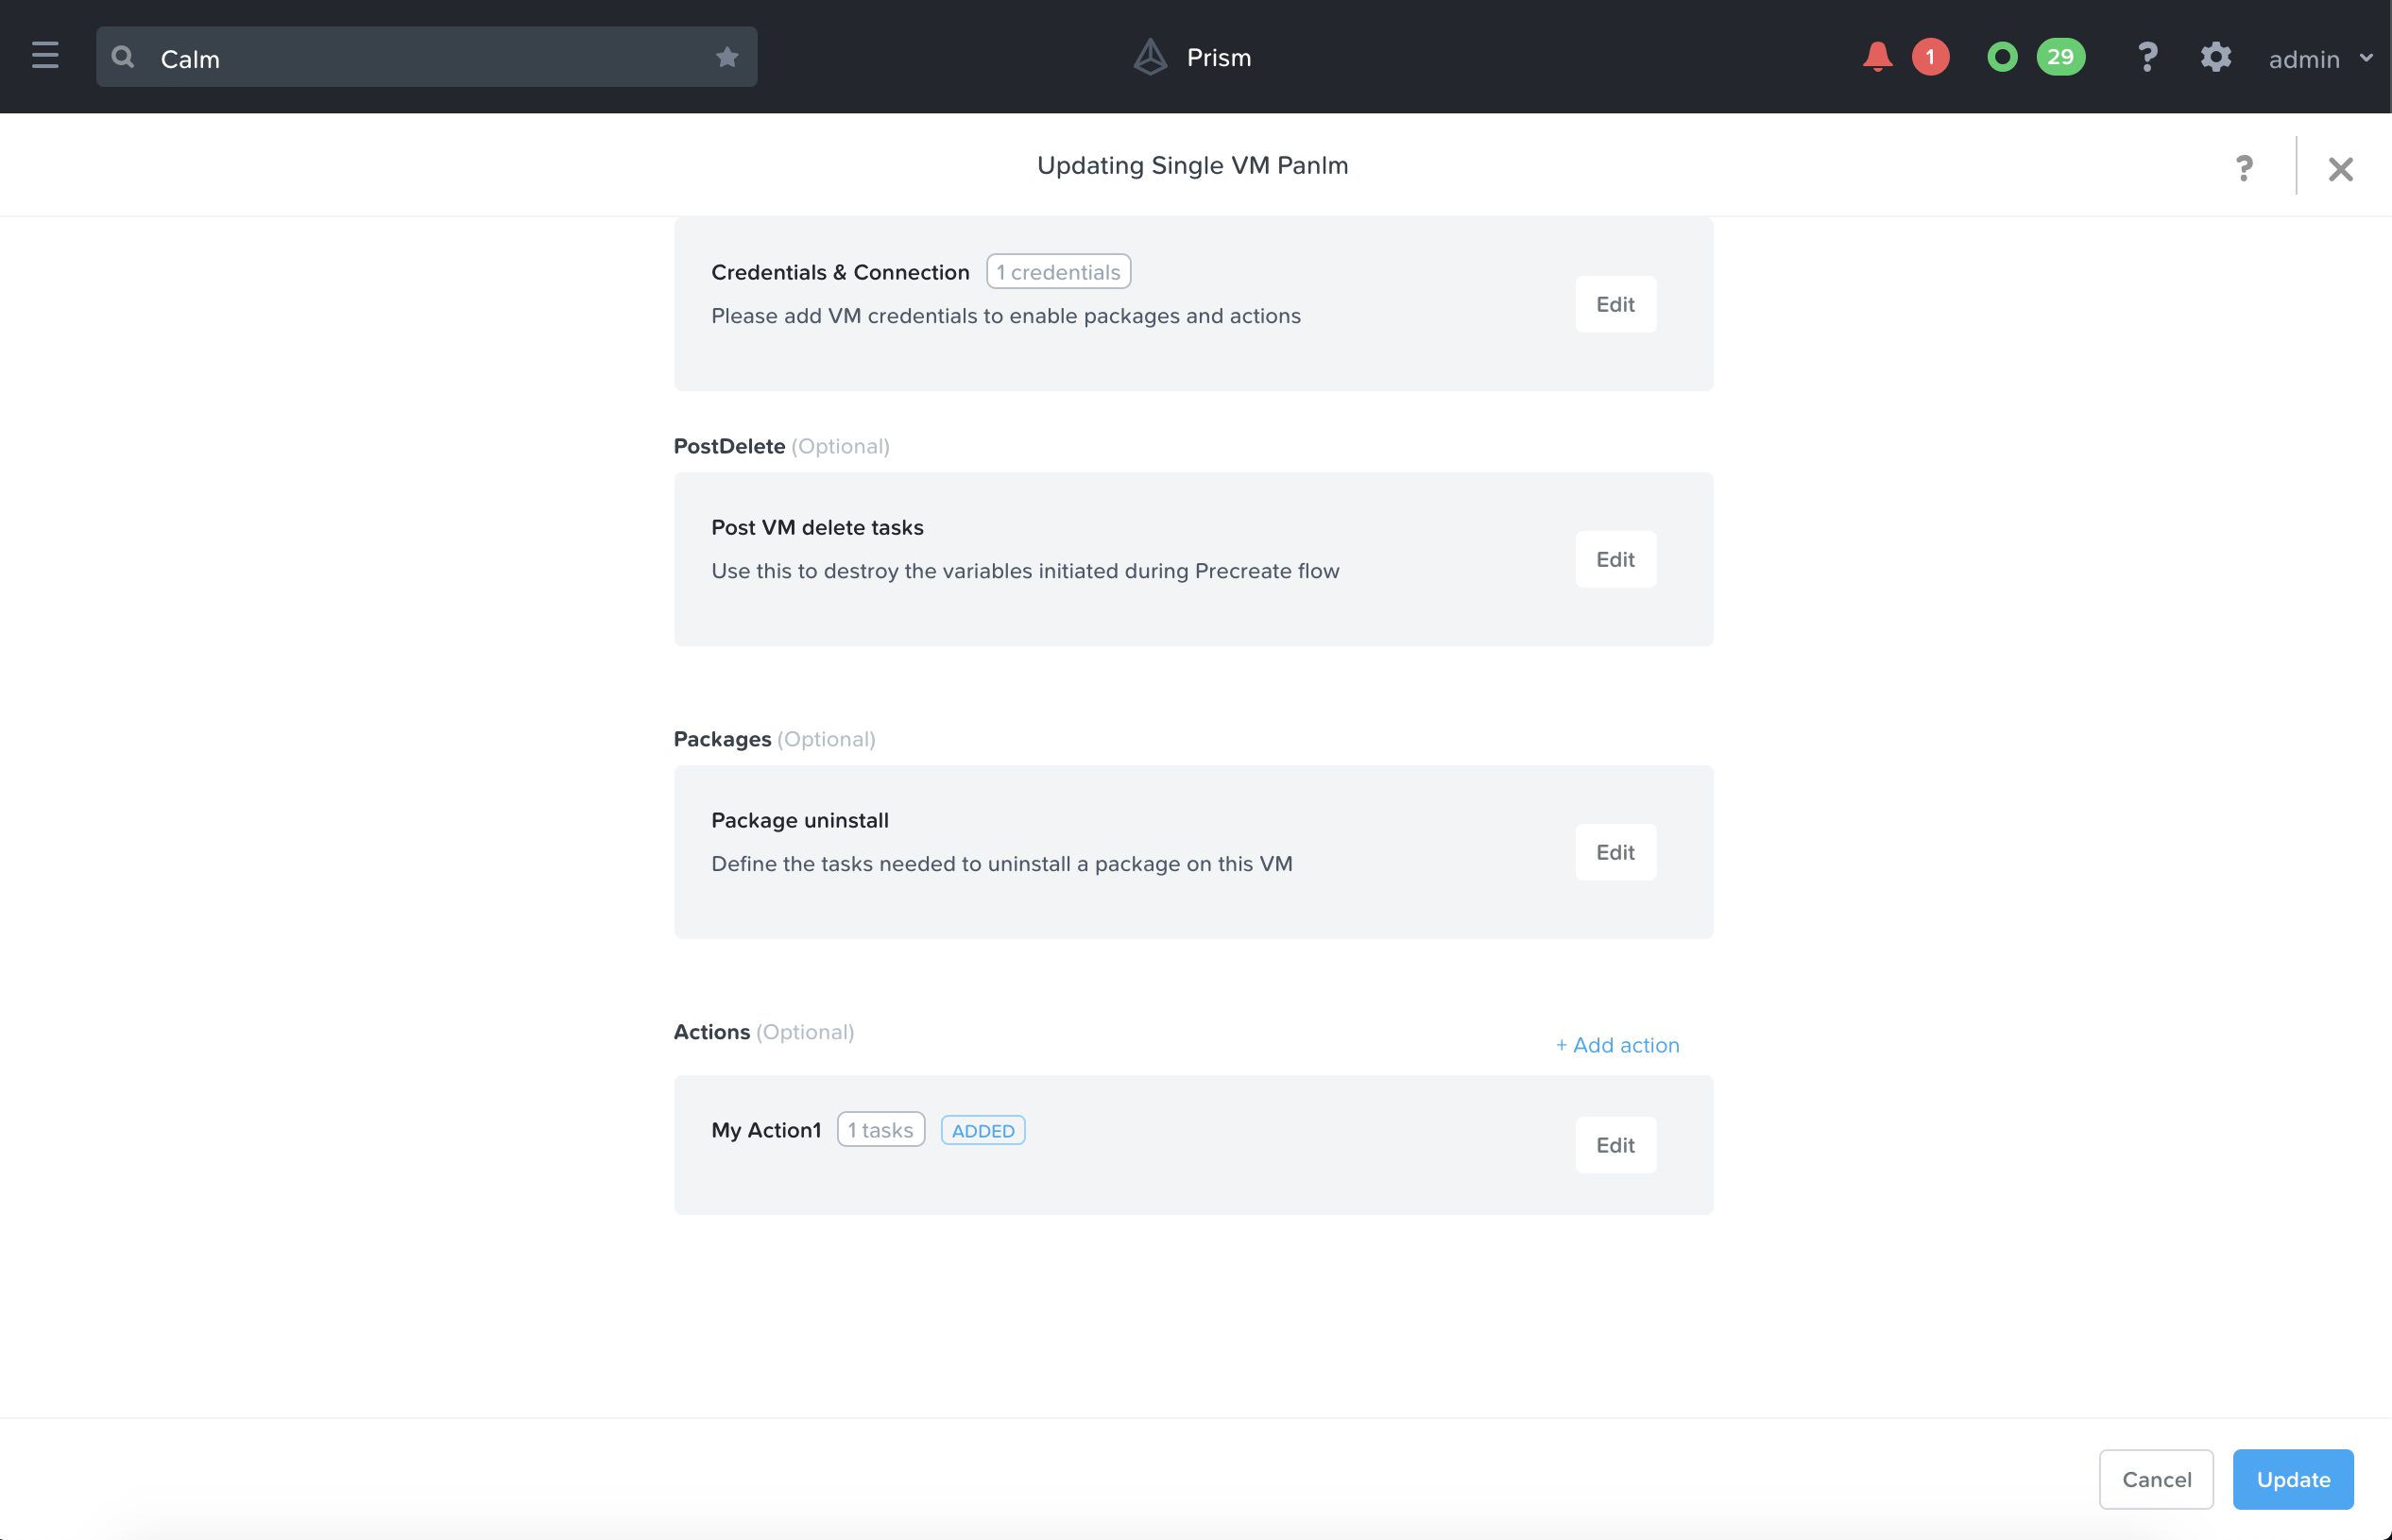 Calm
Prism
1
29
?
admin
Updating Single VM Panlm
?
Credentials & Connection 1 credentials
Please add VM credentials to enable packages and actions
Edit
PostDelete (Optional)
Post VM delete tasks
Use this to destroy the variables initiated during Precreate flow
Edit
Packages (Optional)
Package uninstall
Define the tasks needed to uninstall a package on this VM
Edit
Actions (Optional)
+ Add action
My Action1 1 tasks ADDED
Edit
Cancel
Update